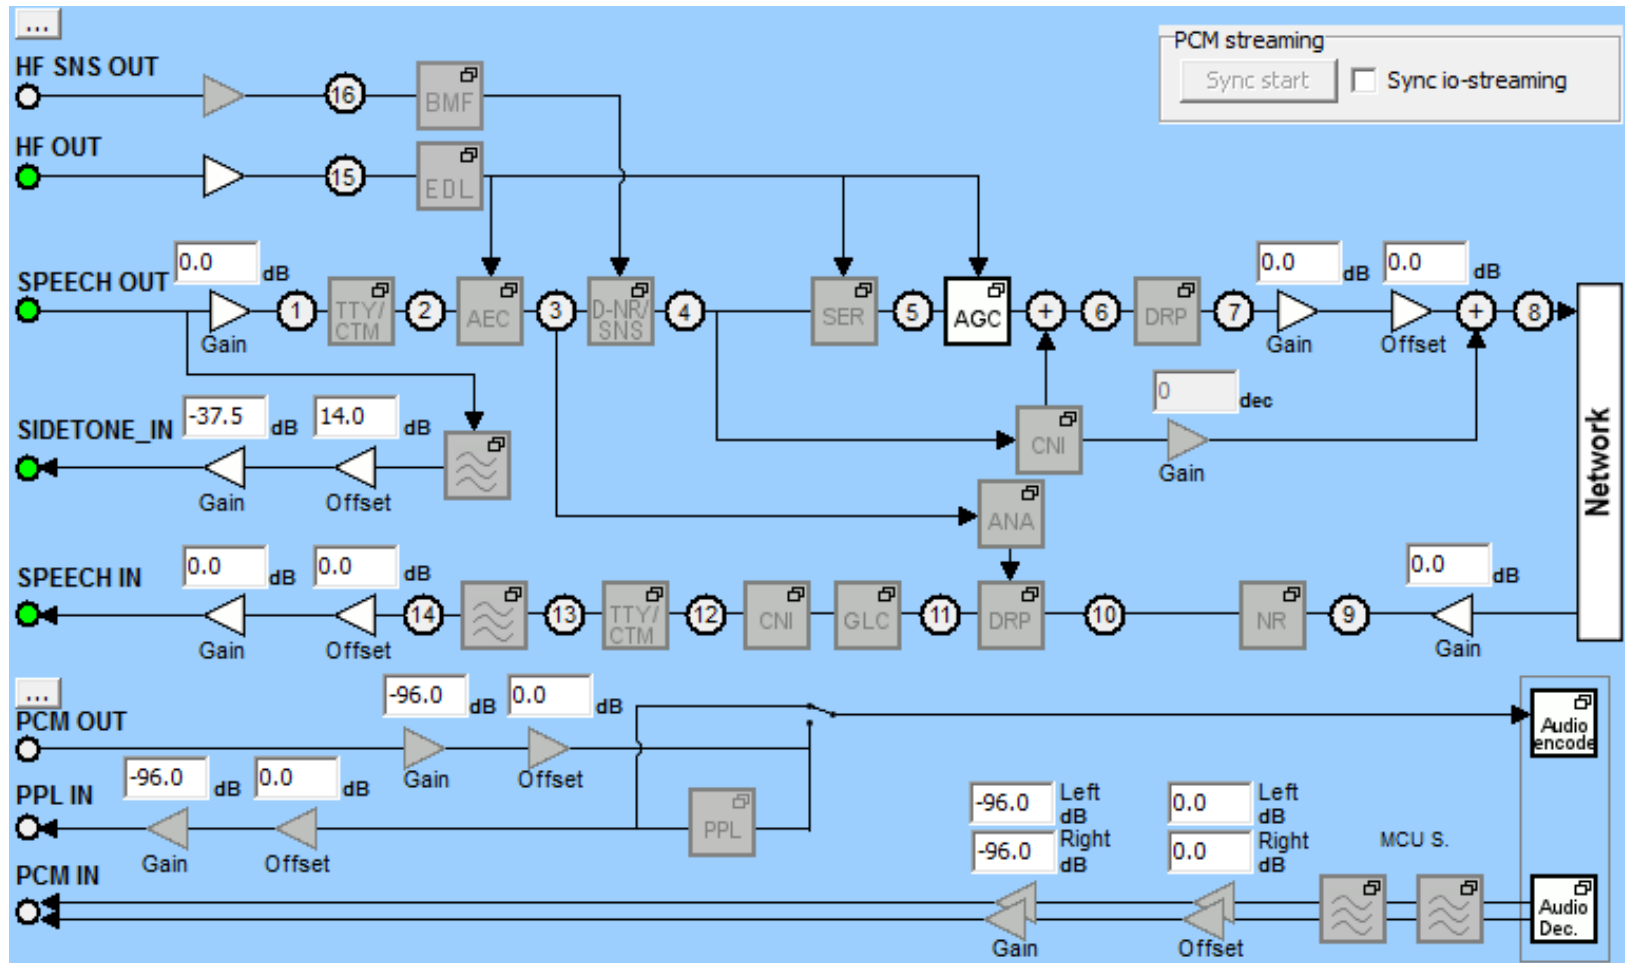 ...
PCM streaming
Sync start
Sync io-streaming
HF SNS OUT
16
BMF
HF OUT
15
EDL
SPEECH OUT
0.0 dB
Gain
1
TTY/
CTM
2
AEC
3
D-NR/
SNS
4
SER
5
AGC
+
6
DRP
7
0.0 dB
Gain
0.0 dB
Offset
+
8
Network
SIDETONE_IN
-37.5 dB
Gain
14.0 dB
Offset
CNI
0 dec
Gain
ANA
SPEECH IN
0.0 dB
Gain
0.0 dB
Offset
14
13
TTY/
CTM
12
CNI
GLC
11
DRP
10
NR
9
0.0 dB
Gain
...
PCM OUT
-96.0 dB
Gain
0.0 dB
Offset
Audio
encode
PPL IN
-96.0 dB
Gain
0.0 dB
Offset
PPL
PCM IN
-96.0 Left
dB
-96.0 Right
dB
Gain
0.0 Left
dB
0.0 Right
dB
Offset
MCU S.
Audio
Dec.